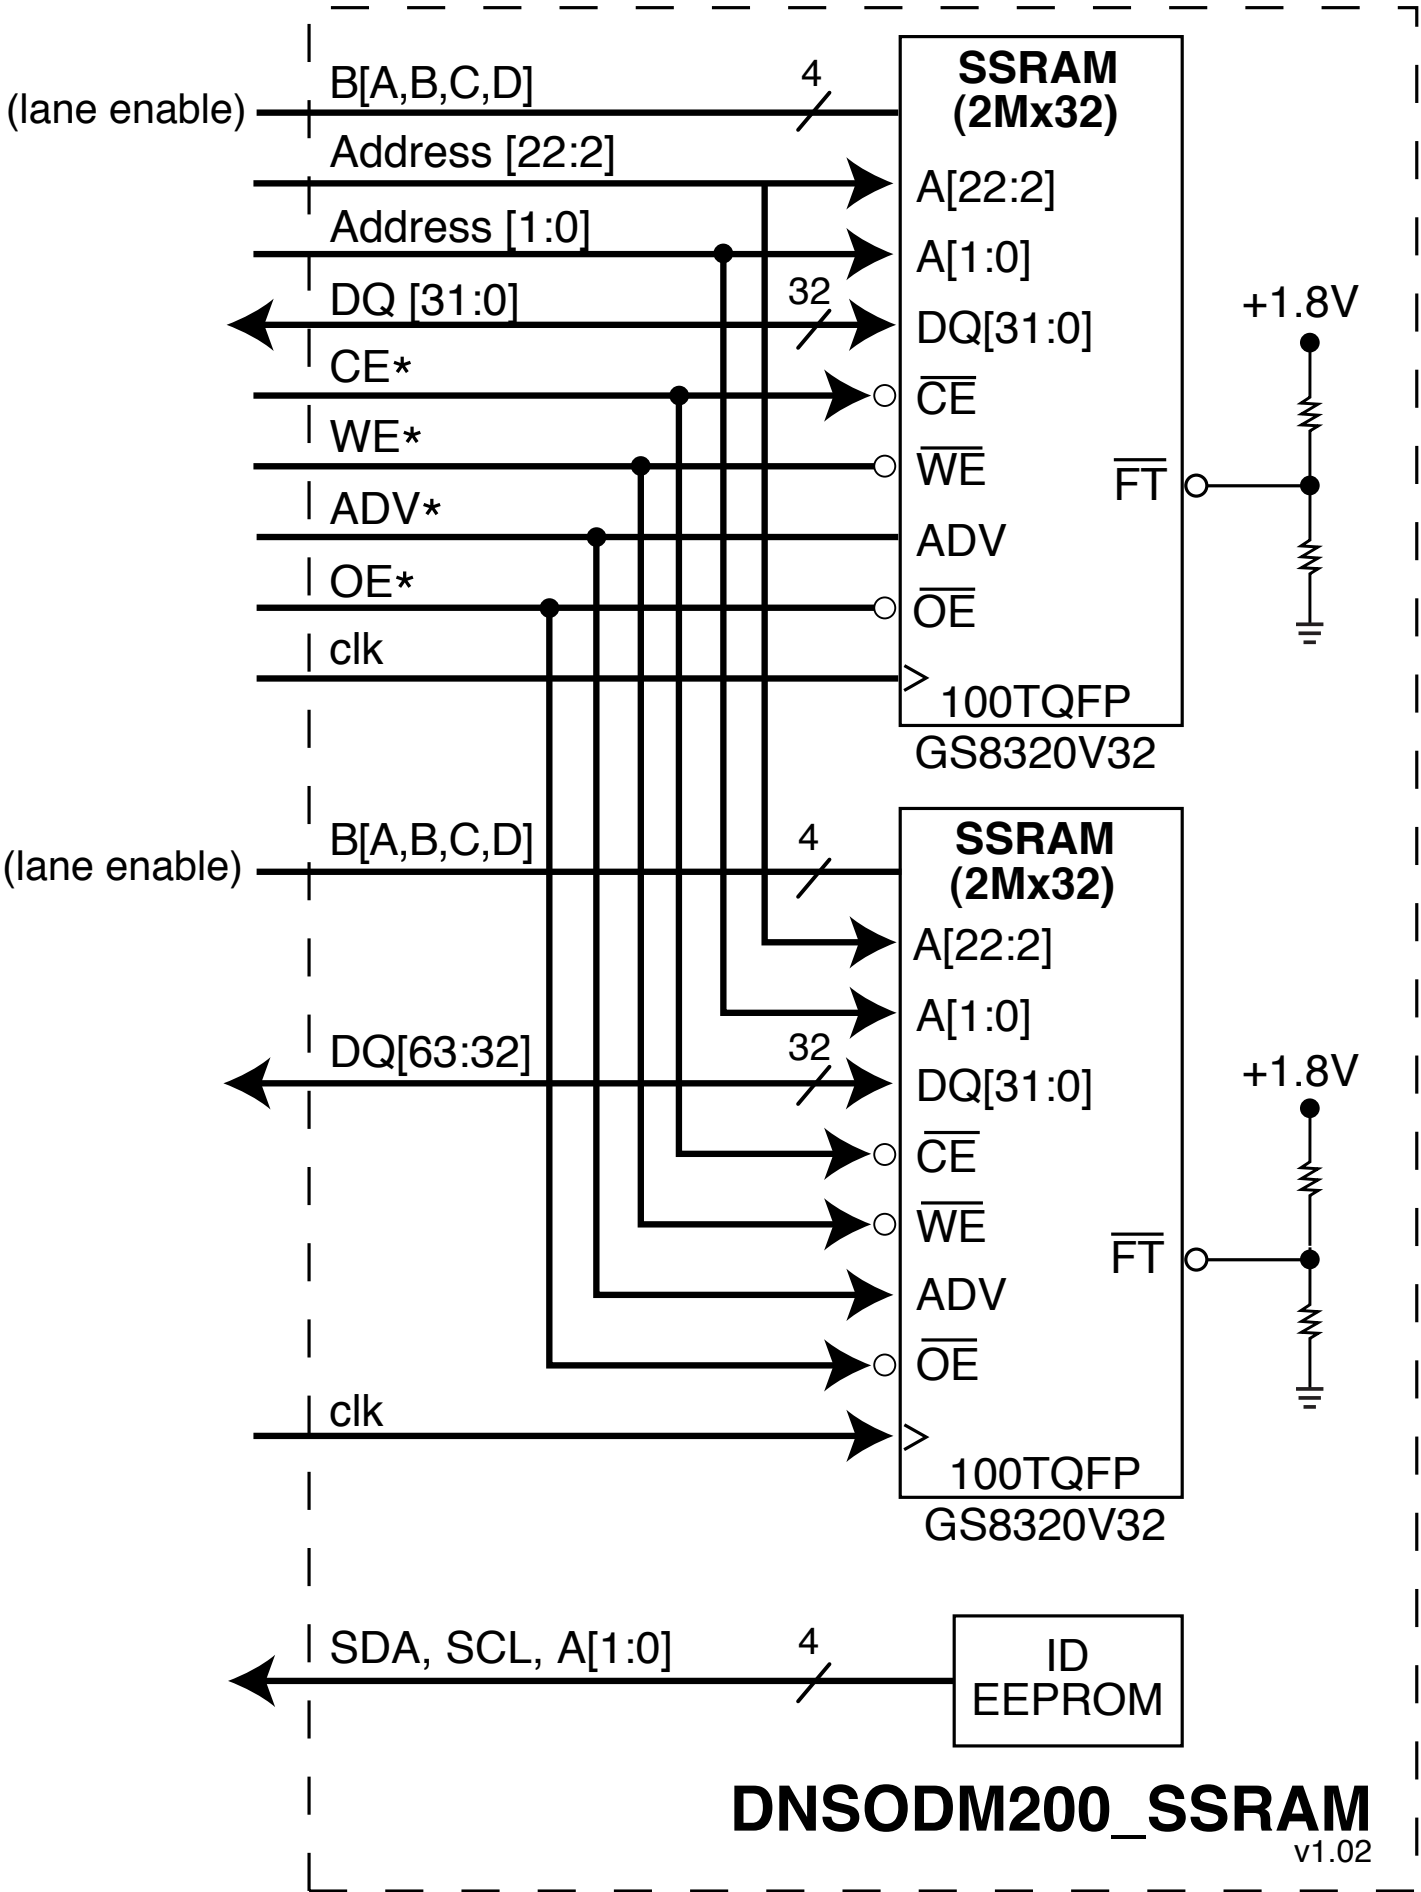 (lane enable)
B[A,B,C,D]
4
SSRAM
(2Mx32)
Address [22:2]
A[22:2]
Address [1:0]
A[1:0]
DQ [31:0]
32
DQ[31:0]
+1.8V
CE*
CE
WE*
WE
FT
ADV*
ADV
OE*
OE
clk
100TQFP
GS8320V32
(lane enable)
B[A,B,C,D]
4
SSRAM
(2Mx32)
A[22:2]
A[1:0]
DQ[63:32]
32
DQ[31:0]
+1.8V
CE
WE
FT
ADV
OE
clk
100TQFP
GS8320V32
SDA, SCL, A[1:0]
4
ID
EEPROM
DNSODM200_SSRAM
v1.02